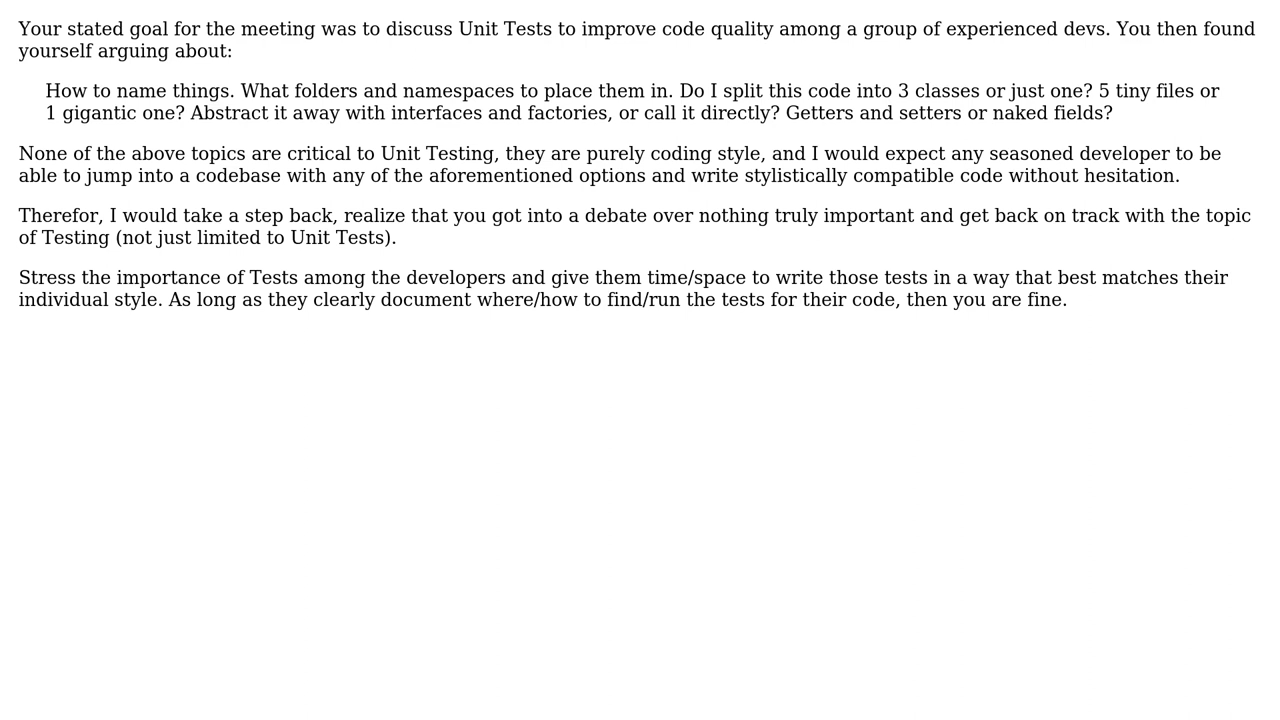 Your stated goal for the meeting was to discuss Unit Tests to improve code quality among a group of experienced devs. You then found
yourself arguing about:
How to name things. What folders and namespaces to place them in. Do I split this code into 3 classes or just one? 5 tiny files or
1 gigantic one? Abstract it away with interfaces and factories, or call it directly? Getters and setters or naked fields?
None of the above topics are critical to Unit Testing, they are purely coding style, and I would expect any seasoned developer to be
able to jump into a codebase with any of the aforementioned options and write stylistically compatible code without hesitation.
Therefor, I would take a step back, realize that you got into a debate over nothing truly important and get back on track with the topic
of Testing (not just limited to Unit Tests).
Stress the importance of Tests among the developers and give them time/space to write those tests in a way that best matches their
individual style. As long as they clearly document where/how to find/run the tests for their code, then you are fine.